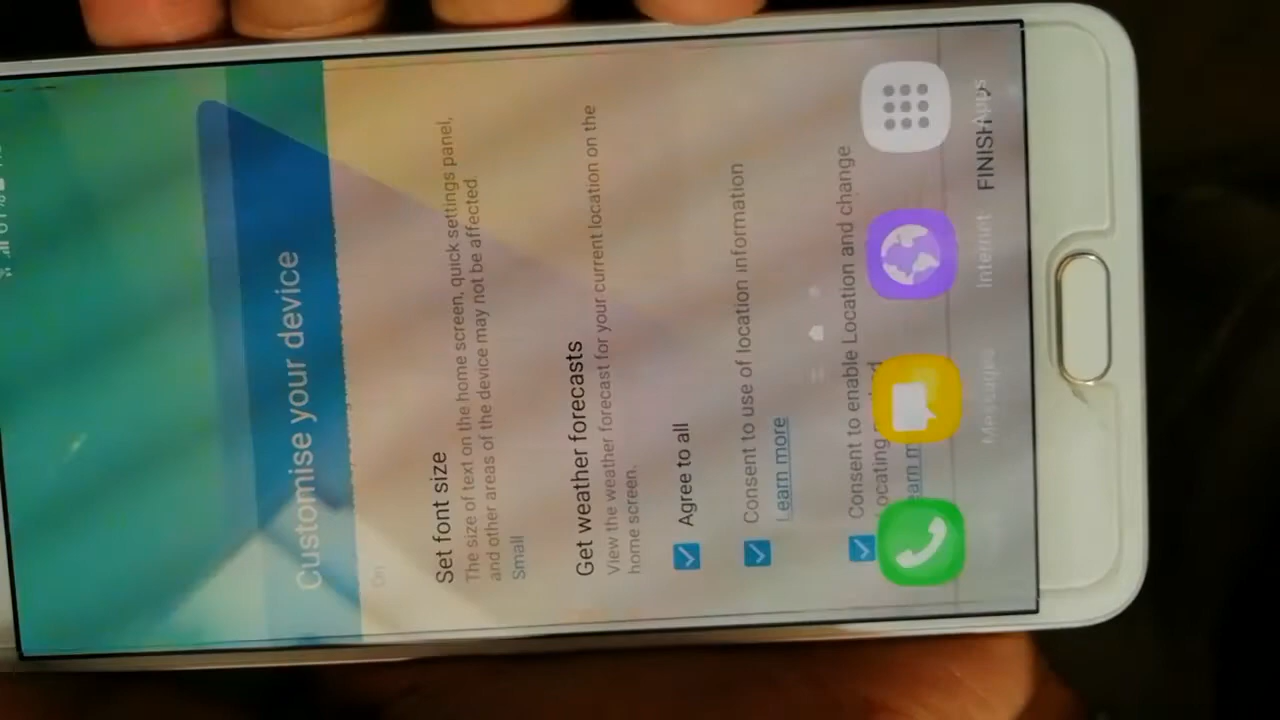 Customise your device
On
Set font size
The size of text on the home screen, quick settings panel,
and other areas of the device may not be affected.
Small
Get weather forecasts
View the weather forecast for your current location on the
home screen.
Agree to all
Consent to use of location information
Learn more
Consent to enable Location and change
FINISH
Message
Internet
Apps